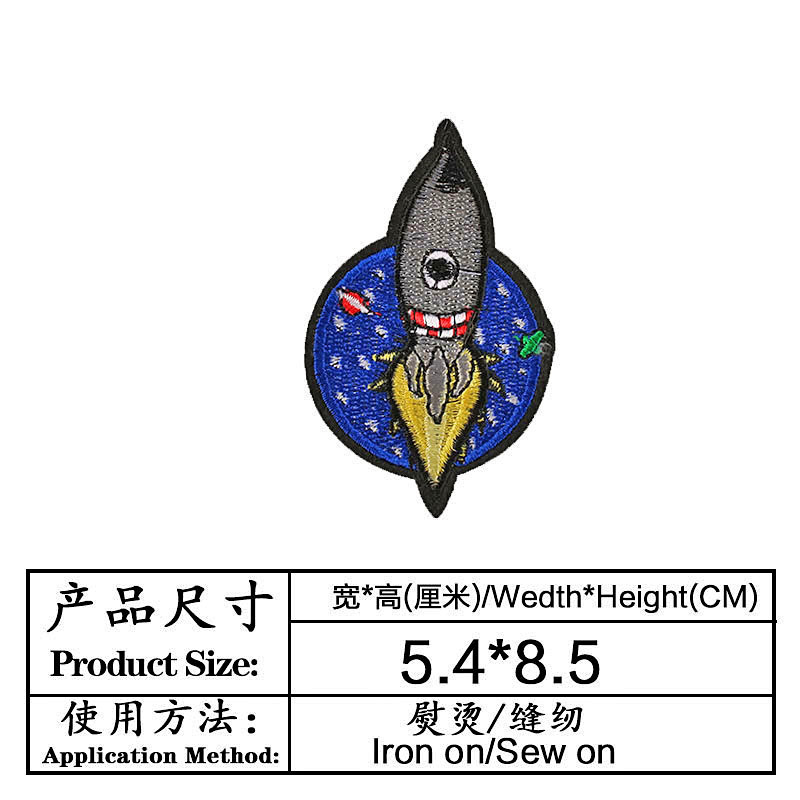 产品尺寸
Product Size:
宽*高(厘米)/Wedth*Height(CM)
5.4*8.5
使用方法：
Application Method:
熨烫/缝纫
Iron on/Sew on